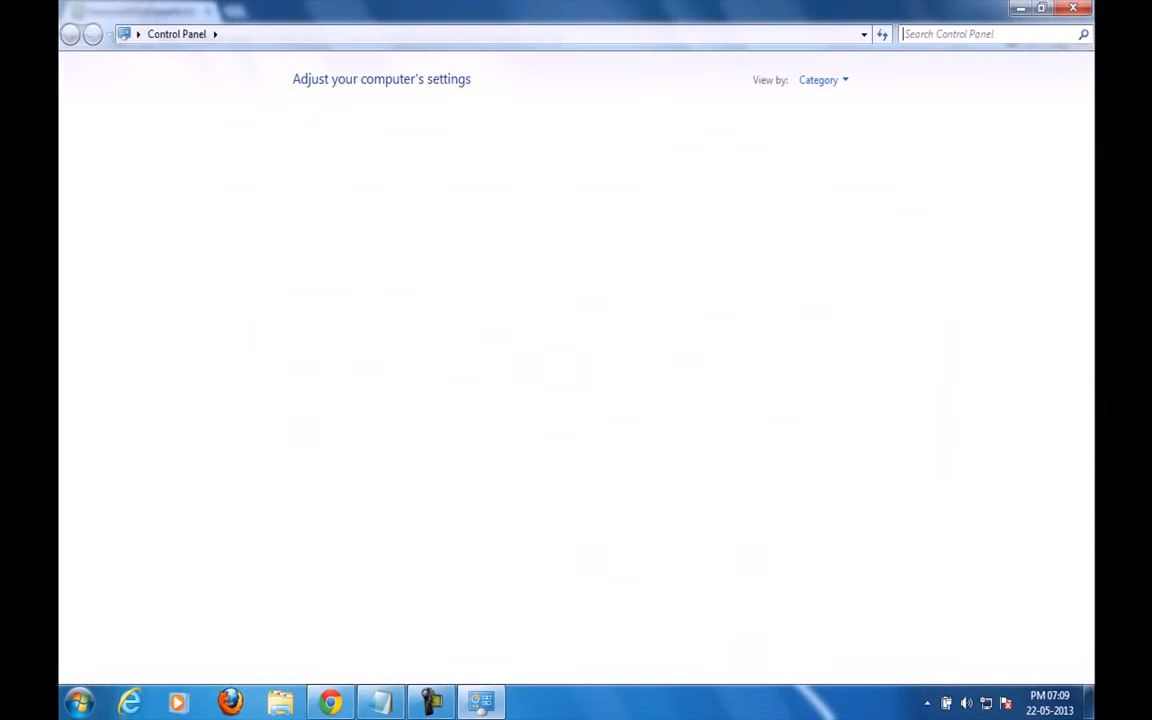 Control Panel
Search Control Panel
Adjust your computer's settings
View by: Category
PM 07:09
22-05-2013